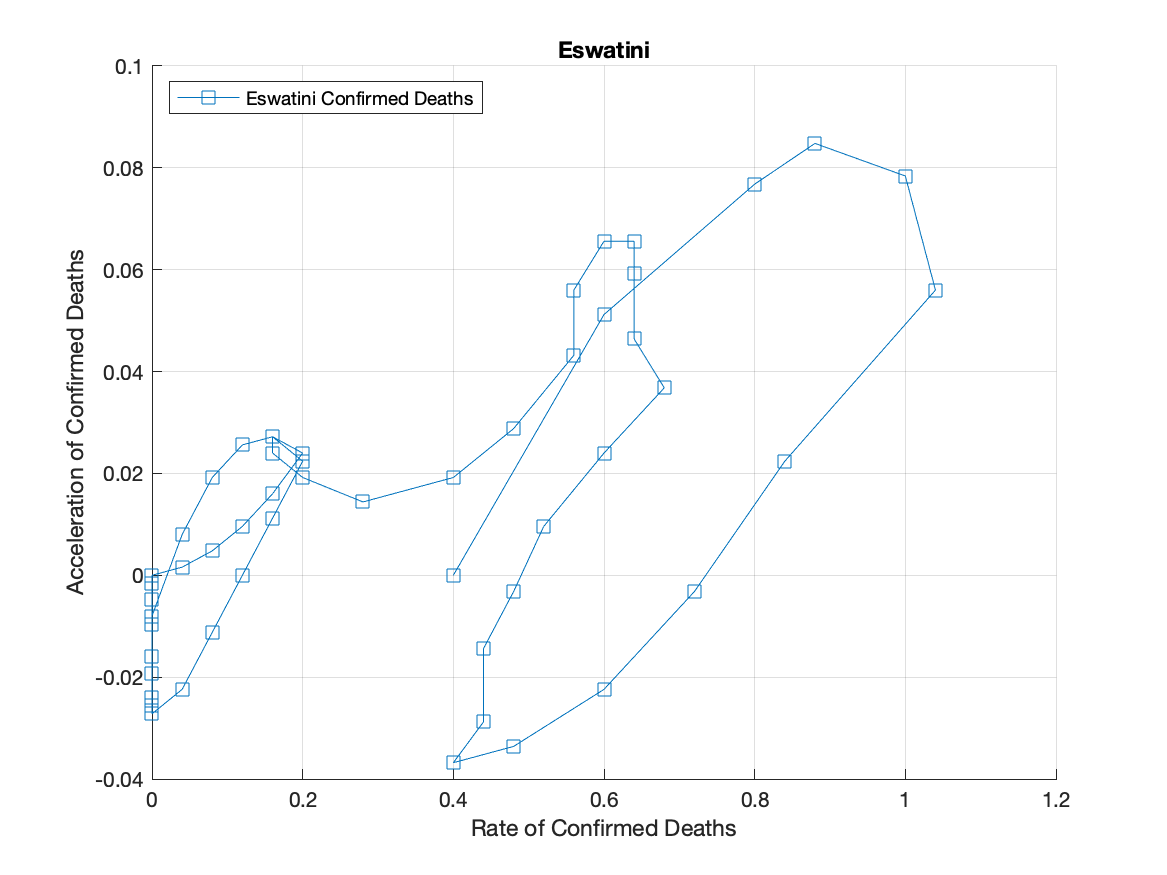 Eswatini
Eswatini Confirmed Deaths
Acceleration of Confirmed Deaths
0.1
0.08
0.06
0.04
0.02
0
-0.02
-0.04
0 0.2 0.4 0.6 0.8 1 1.2
Rate of Confirmed Deaths